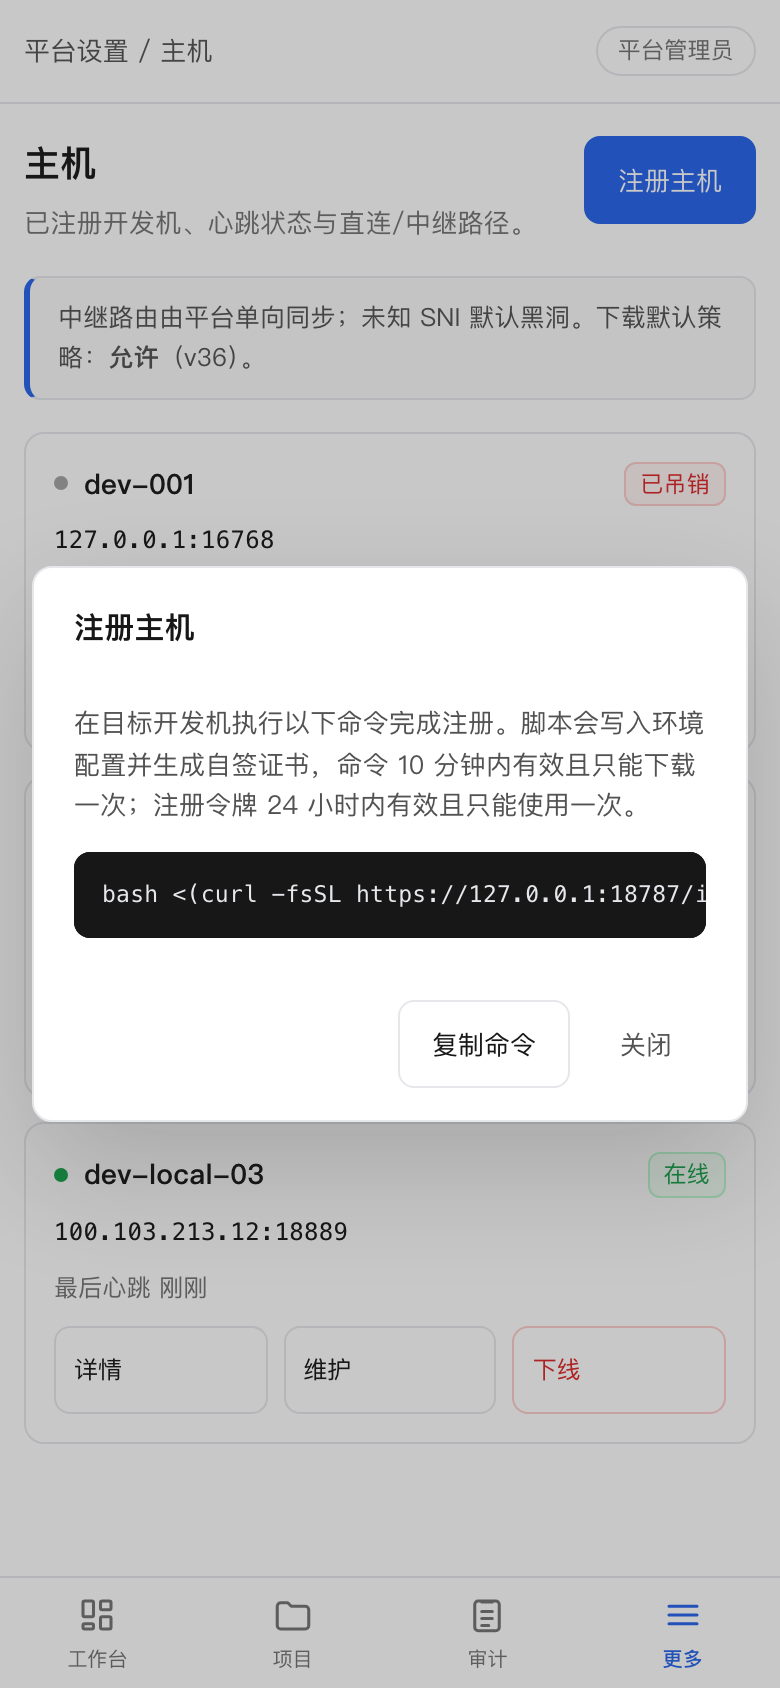 平台设置 / 主机
平台管理员
主机
注册主机
已注册开发机、心跳状态与直连/中继路径。
中继路由由平台单向同步；未知 SNI 默认黑洞。下载默认策
略：允许（v36）。
dev-001
已吊销
127.0.0.1:16768
注册主机
在目标开发机执行以下命令完成注册。脚本会写入环境
配置并生成自签证书，命令 10 分钟内有效且只能下载
一次；注册令牌 24 小时内有效且只能使用一次。
bash <(curl -fsSL https://127.0.0.1:18787/i
复制命令
关闭
dev-local-03
在线
100.103.213.12:18889
最后心跳 刚刚
详情
维护
下线
工作台
项目
审计
更多